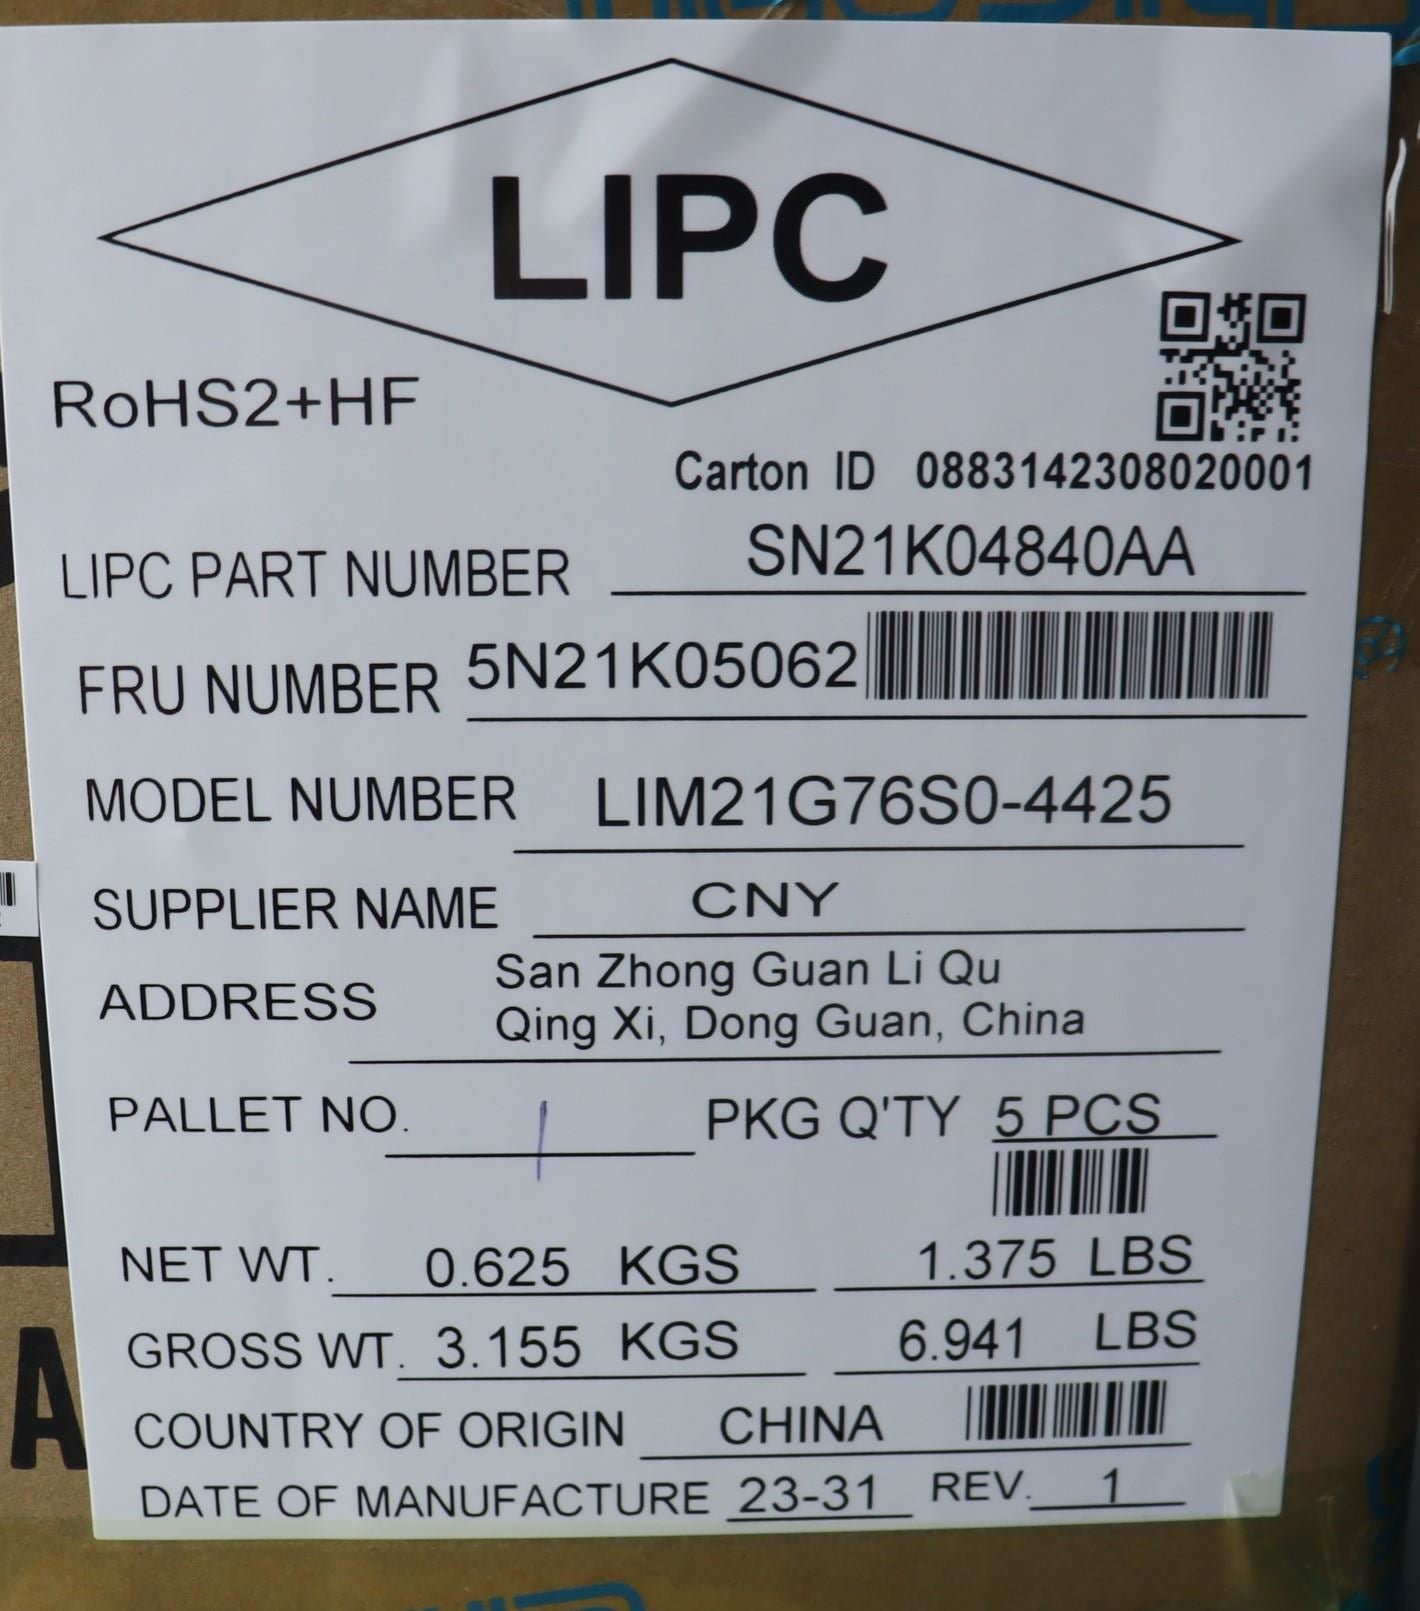 LIPC
RoHS2+HF
Carton ID 0883142308020001
LIPC PART NUMBER SN21K04840AA
FRU NUMBER 5N21K05062
MODEL NUMBER LIM21G76S0-4425
SUPPLIER NAME CNY
ADDRESS San Zhong Guan Li Qu
Qing Xi, Dong Guan, China
PALLET NO. 1 PKG Q'TY 5 PCS
NET WT. 0.625 KGS 1.375 LBS
GROSS WT. 3.155 KGS 6.941 LBS
COUNTRY OF ORIGIN CHINA
DATE OF MANUFACTURE 23-31 REV. 1
A